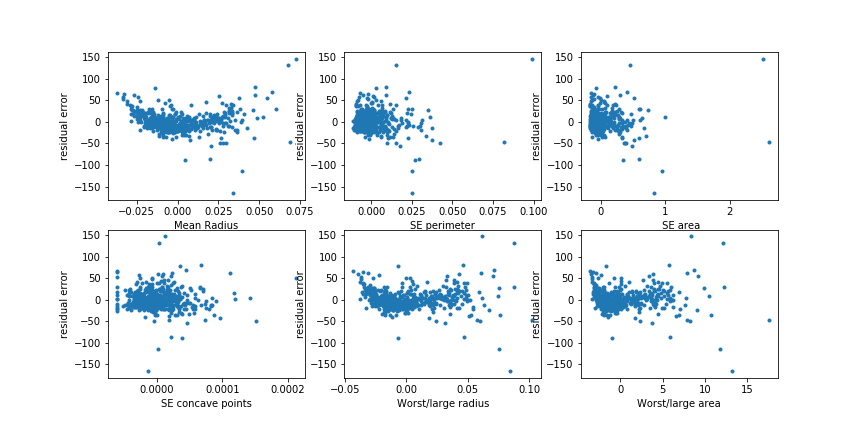 150
100
50
0
−50
−100
−150
residual error
−0.025 0.000 0.025 0.050 0.075
Mean Radius
150
100
50
0
−50
−100
−150
residual error
0.000 0.025 0.050 0.075 0.100
SE perimeter
150
100
50
0
−50
−100
−150
residual error
0 1 2
SE area
150
100
50
0
−50
−100
−150
residual error
0.0000 0.0001 0.0002
SE concave points
150
100
50
0
−50
−100
−150
residual error
−0.05 0.00 0.05 0.10
Worst/large radius
150
100
50
0
−50
−100
−150
residual error
0 5 10 15
Worst/large area